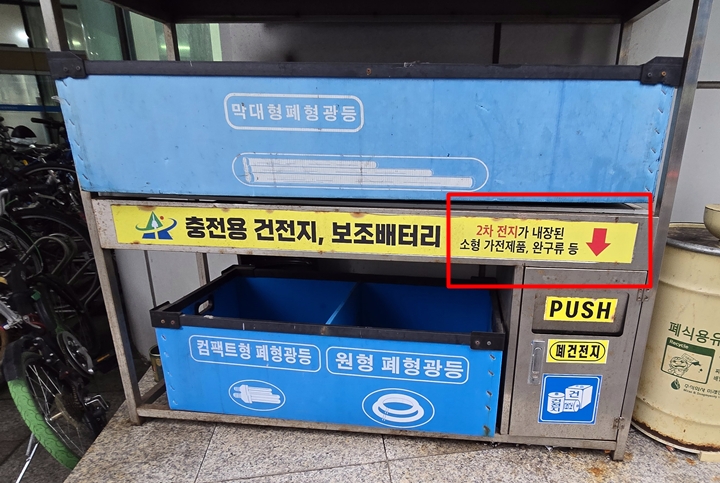 막대형폐형광등
충전용 건전지, 보조배터리
2차 전지가 내장된
소형 가전제품, 완구류 등
PUSH
폐건전지
컴팩트형 폐형광등
원형 폐형광등
폐식용유
Recycle